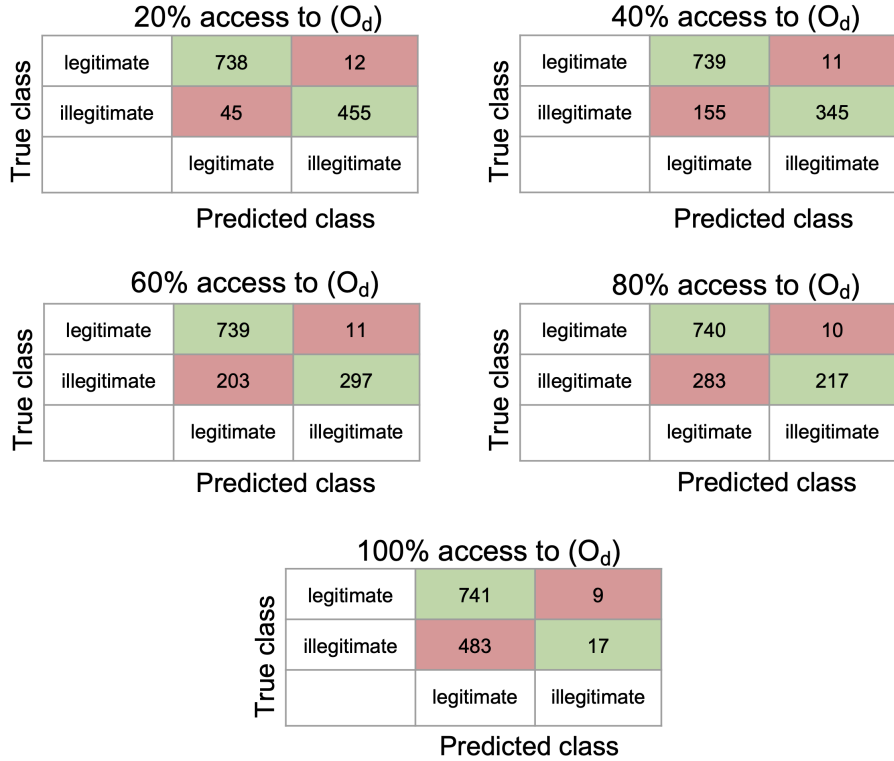 20% access to (Od)
True class
legitimate 738 12
illegitimate 45 455
legitimate illegitimate
Predicted class
40% access to (Od)
True class
legitimate 739 11
illegitimate 155 345
legitimate illegitimate
Predicted class
60% access to (Od)
True class
legitimate 739 11
illegitimate 203 297
legitimate illegitimate
Predicted class
80% access to (Od)
True class
legitimate 740 10
illegitimate 283 217
legitimate illegitimate
Predicted class
100% access to (Od)
True class
legitimate 741 9
illegitimate 483 17
legitimate illegitimate
Predicted class